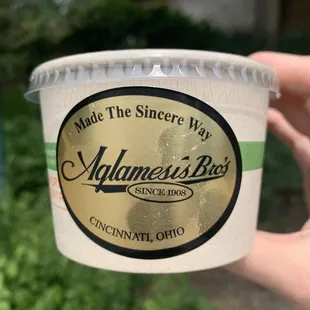 Made The Sincere Way
Aglamesis Bro's
SINCE 1908
CINCINNATI, OHIO